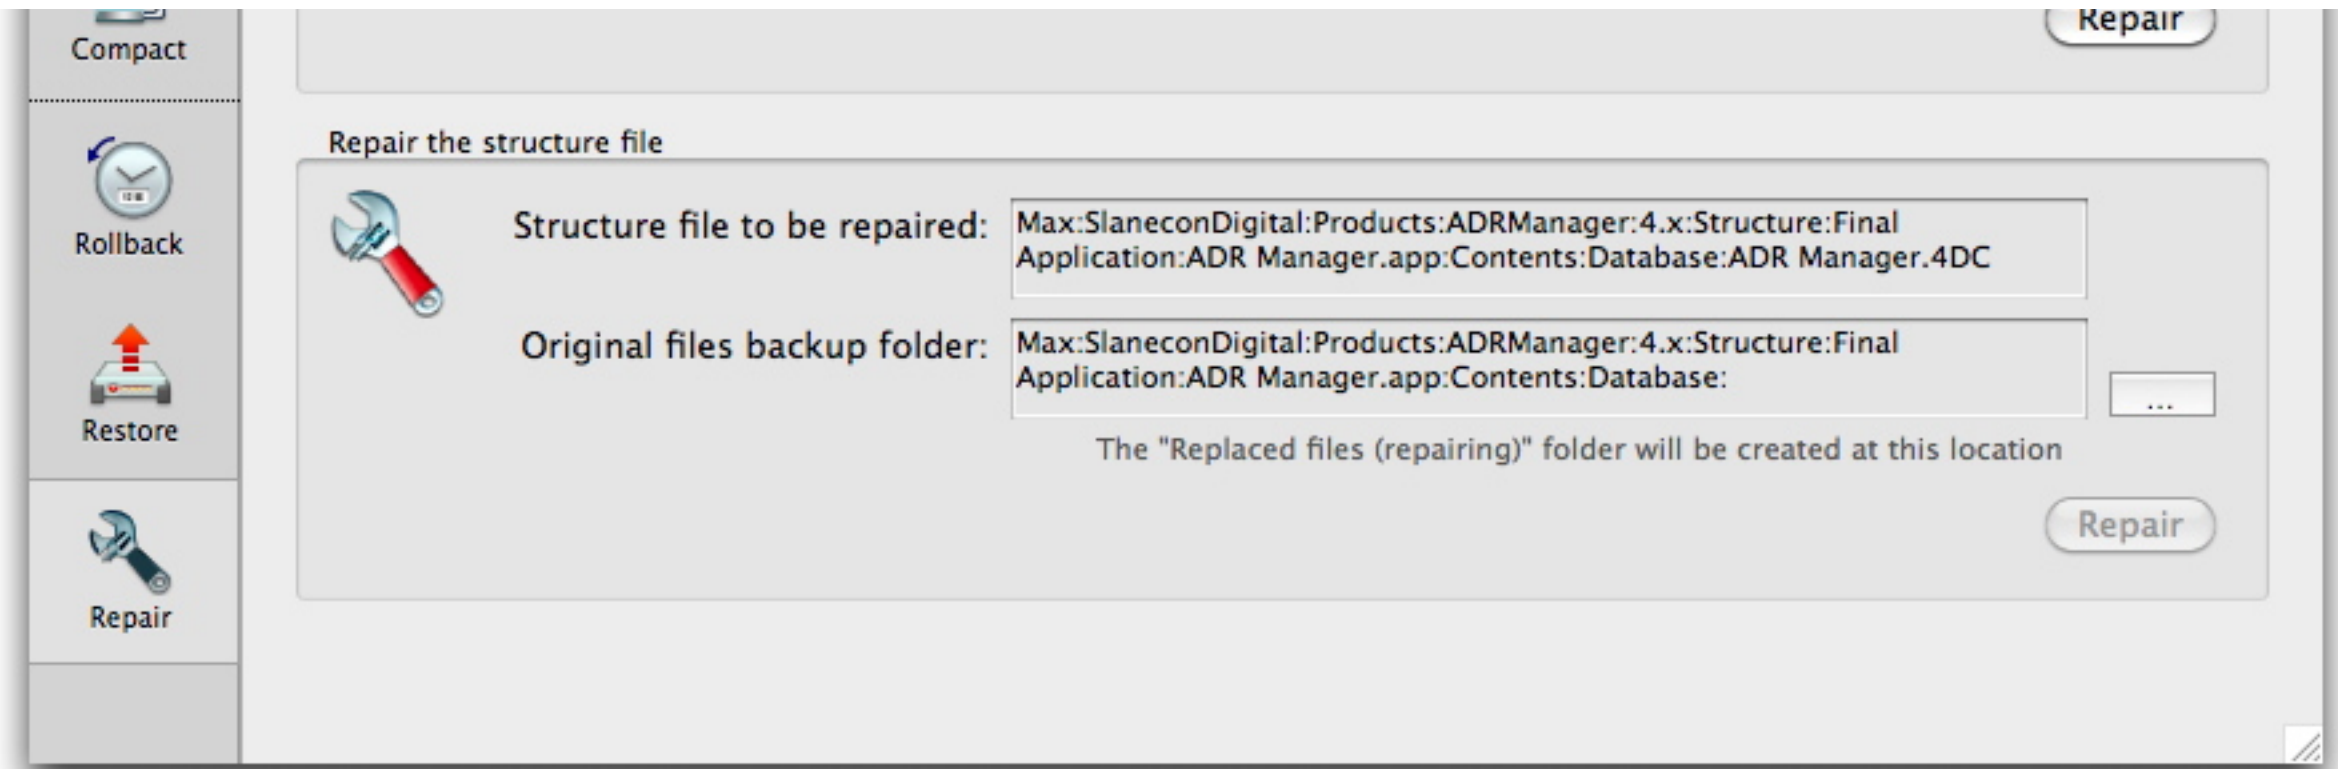 Compact
Repair
Rollback
Restore
Repair
Repair the structure file
Structure file to be repaired:
Max:SlaneconDigital:Products:ADRManager:4.x:Structure:Final
Application:ADR Manager.app:Contents:Database:ADR Manager.4DC
Original files backup folder:
Max:SlaneconDigital:Products:ADRManager:4.x:Structure:Final
Application:ADR Manager.app:Contents:Database:
...
The "Replaced files (repairing)" folder will be created at this location
Repair